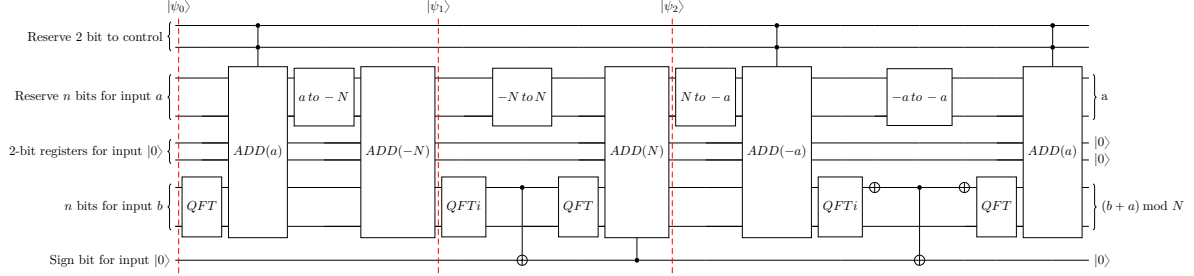 |ψ₀⟩ |ψ₁⟩ |ψ₂⟩
Reserve 2 bit to control
Reserve n bits for input a
a to − N
−N to N
N to − a
−a to − a
a
2-bit registers for input |0⟩
ADD(a)
ADD(−N)
ADD(N)
ADD(−a)
ADD(a)
|0⟩
|0⟩
n bits for input b
QFT
QFTi
QFT
QFTi
QFT
(b + a) mod N
Sign bit for input |0⟩
|0⟩